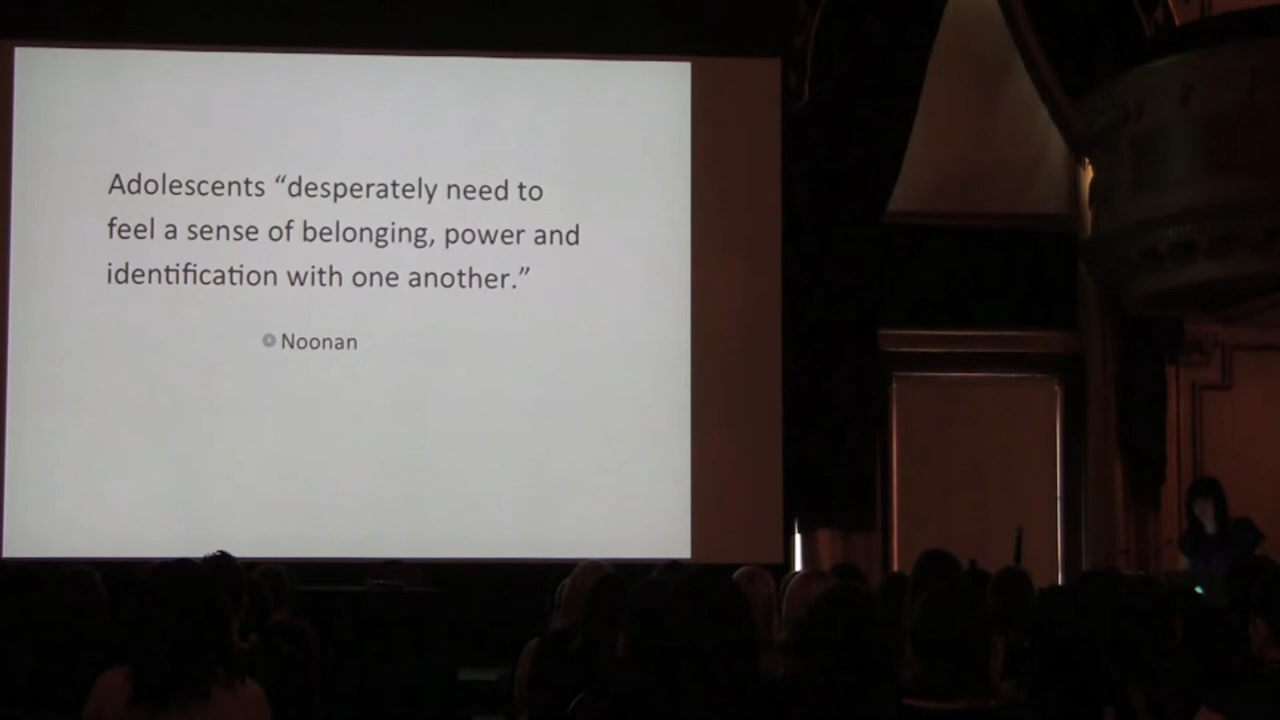 Adolescents “desperately need to
feel a sense of belonging, power and
identification with one another.”
Noonan